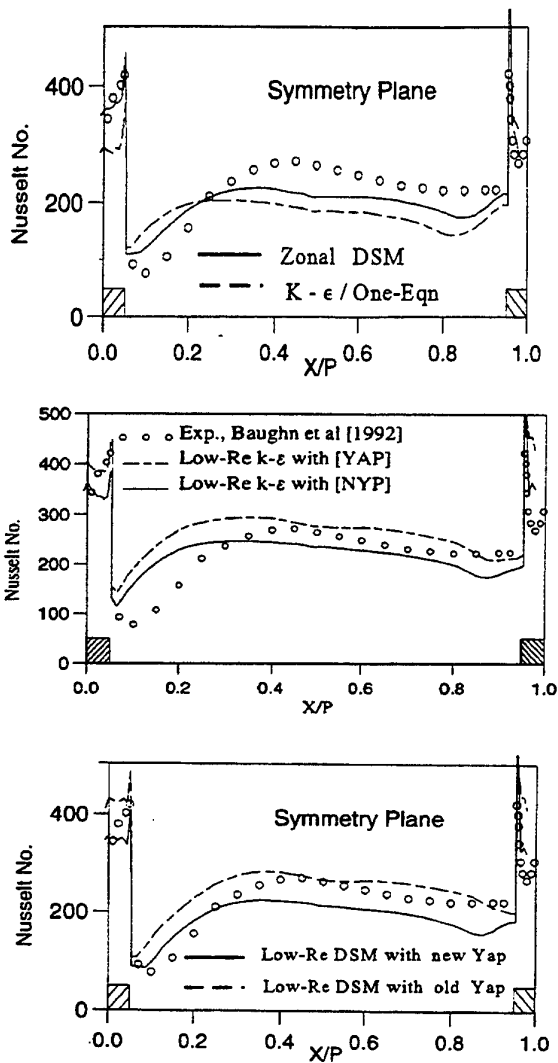 400
Symmetry Plane
Nusselt No.
200
Zonal DSM
K - ϵ / One-Eqn
0
0.0 0.2 0.4 0.6 0.8 1.0
X/P
500
Exp., Baughn et al [1992]
400
Low-Re k-ε with [YAP]
Low-Re k-ε with [NYP]
300
Nusselt No.
200
100
0
0.0 0.2 0.4 0.6 0.8 1.0
X/P
400
Symmetry Plane
Nusselt No.
200
Low-Re DSM with new Yap
Low-Re DSM with old Yap
0
0.0 0.2 0.4 0.6 0.8 1.0
X/P